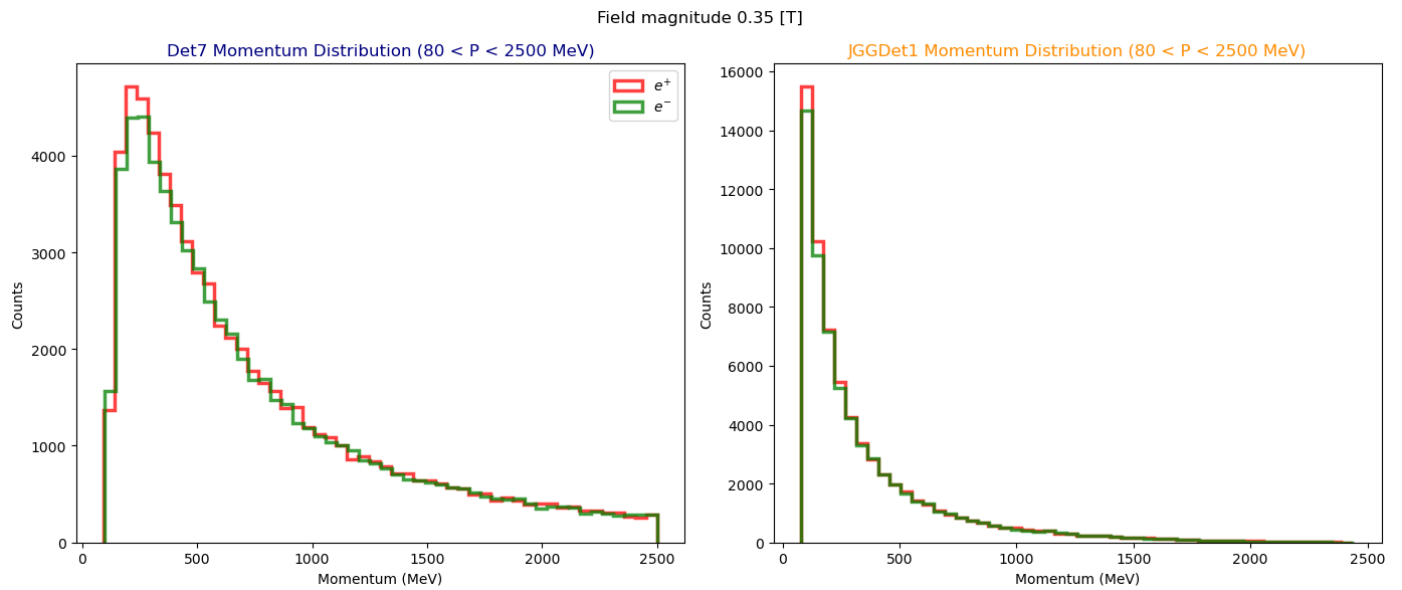 Field magnitude 0.35 [T]
Det7 Momentum Distribution (80 < P < 2500 MeV)
e+
e−
Counts
4000
3000
2000
1000
0
0 500 1000 1500 2000 2500
Momentum (MeV)
JGGDet1 Momentum Distribution (80 < P < 2500 MeV)
Counts
16000
14000
12000
10000
8000
6000
4000
2000
0
0 500 1000 1500 2000 2500
Momentum (MeV)